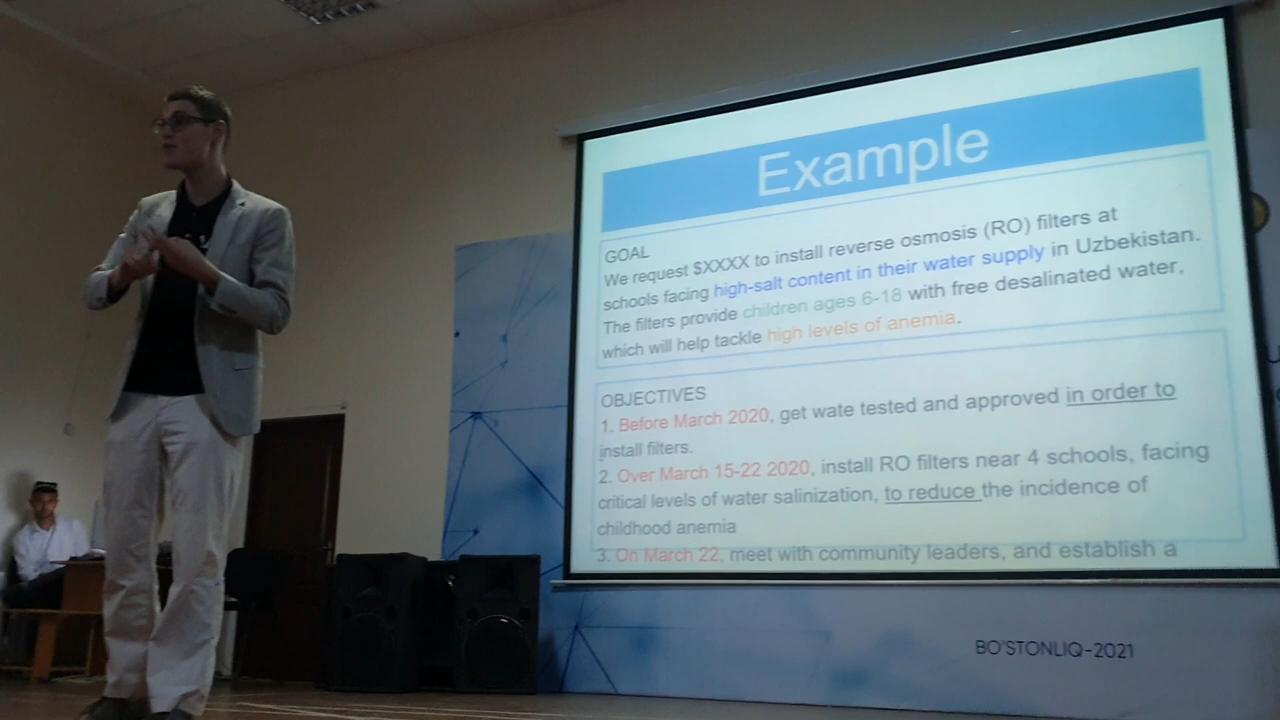 Example
GOAL
We request $XXXX to install reverse osmosis (RO) filters at
schools facing high-salt content in their water supply in Uzbekistan.
The filters provide children ages 6-18 with free desalinated water,
which will help tackle high levels of anemia.
OBJECTIVES
1. Before March 2020, get wate tested and approved in order to
install filters.
2. Over March 15-22 2020, install RO filters near 4 schools, facing
critical levels of water salinization, to reduce the incidence of
childhood anemia
3. On March 22, meet with community leaders, and establish a
BO'STONLIQ-2021